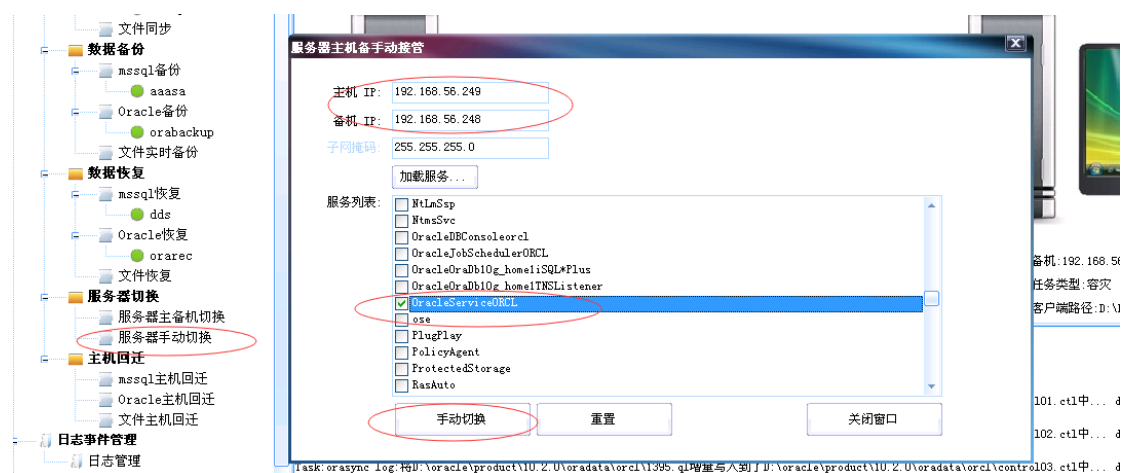 文件同步
数据备份
mssql备份
aaasa
Oracle备份
orabackup
文件实时备份
数据恢复
mssql恢复
dds
Oracle恢复
orarec
文件恢复
服务器切换
服务器主备机切换
服务器手动切换
主机回迁
mssql主机回迁
Oracle主机回迁
文件主机回迁
日志事件管理
日志管理
服务器主机备手动接管
主机 IP: 192.168.56.249
备机 IP: 192.168.56.248
子网掩码: 255.255.255.0
加载服务...
服务列表:
NtLmSsp
NtmsSvc
OracleDBConsoleorcl
OracleJobSchedulerORCL
OracleOraDb10g_home1iSQL*Plus
OracleOraDb10g_home1TNSListener
OracleServiceORCL
ose
PlugPlay
PolicyAgent
ProtectedStorage
RasAuto
手动切换 重置 关闭窗口
备机:192.168.56
任务类型:容灾
客户端路径:D:\
l01.ctl中... d
l02.ctl中... d
Task:orasync log:将D:\oracle\product\10.2.0\oradata\orcl\1395.ql增量写入到了D:\oracle\product\10.2.0\oradata\orcl\control03.ctl中... d